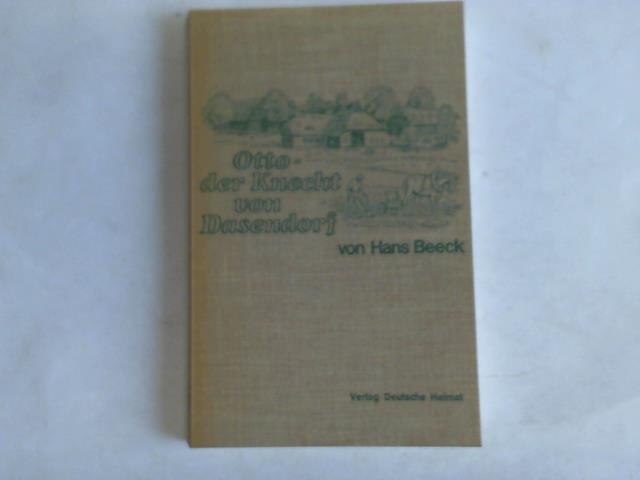 Otto -
der Knecht
von
Dasendorf
von Hans Beeck
Verlag Deutsche Heimat